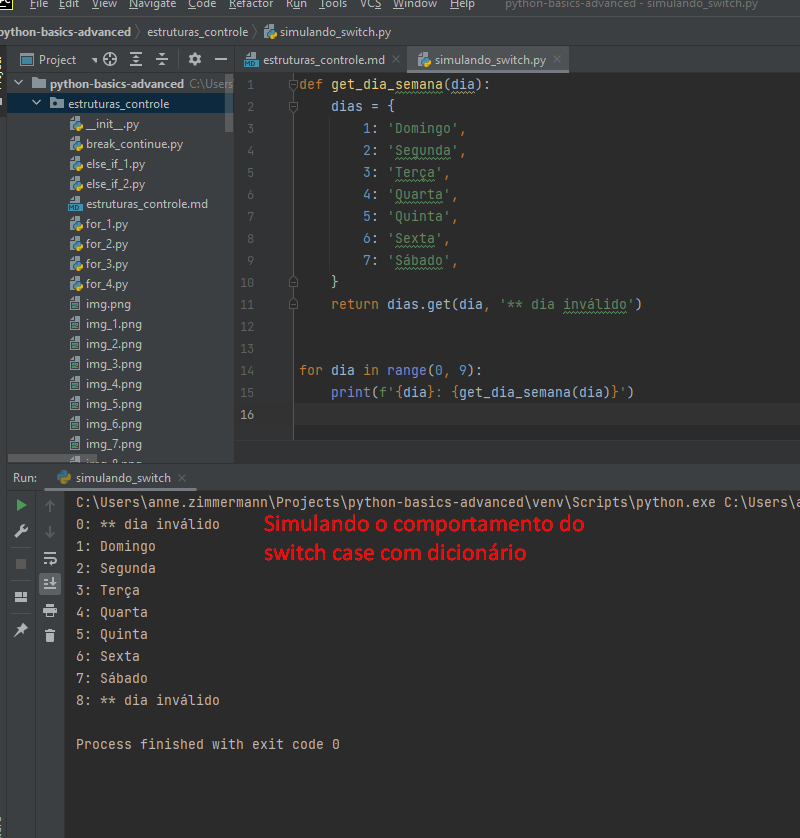 File Edit View Navigate Code Refactor Run Tools VCS Window Help python-basics-advanced - simulando_switch.py
python-basics-advanced estruturas_controle simulando_switch.py
Project estruturas_controle.md simulando_switch.py
python-basics-advanced C:\Users
estruturas_controle
__init__.py
break_continue.py
else_if_1.py
else_if_2.py
estruturas_controle.md
for_1.py
for_2.py
for_3.py
for_4.py
img.png
img_1.png
img_2.png
img_3.png
img_4.png
img_5.png
img_6.png
img_7.png
img_8.png
1 def get_dia_semana(dia):
2 dias = {
3 1: 'Domingo',
4 2: 'Segunda',
5 3: 'Terça',
6 4: 'Quarta',
7 5: 'Quinta',
8 6: 'Sexta',
9 7: 'Sábado',
10 }
11 return dias.get(dia, '** dia inválido')
12
13
14 for dia in range(0, 9):
15 print(f'{dia}: {get_dia_semana(dia)}')
16
Run: simulando_switch
C:\Users\anne.zimmermann\Projects\python-basics-advanced\venv\Scripts\python.exe C:\Users\a
0: ** dia inválido
1: Domingo
2: Segunda
3: Terça
4: Quarta
5: Quinta
6: Sexta
7: Sábado
8: ** dia inválido
Process finished with exit code 0
Simulando o comportamento do
switch case com dicionário